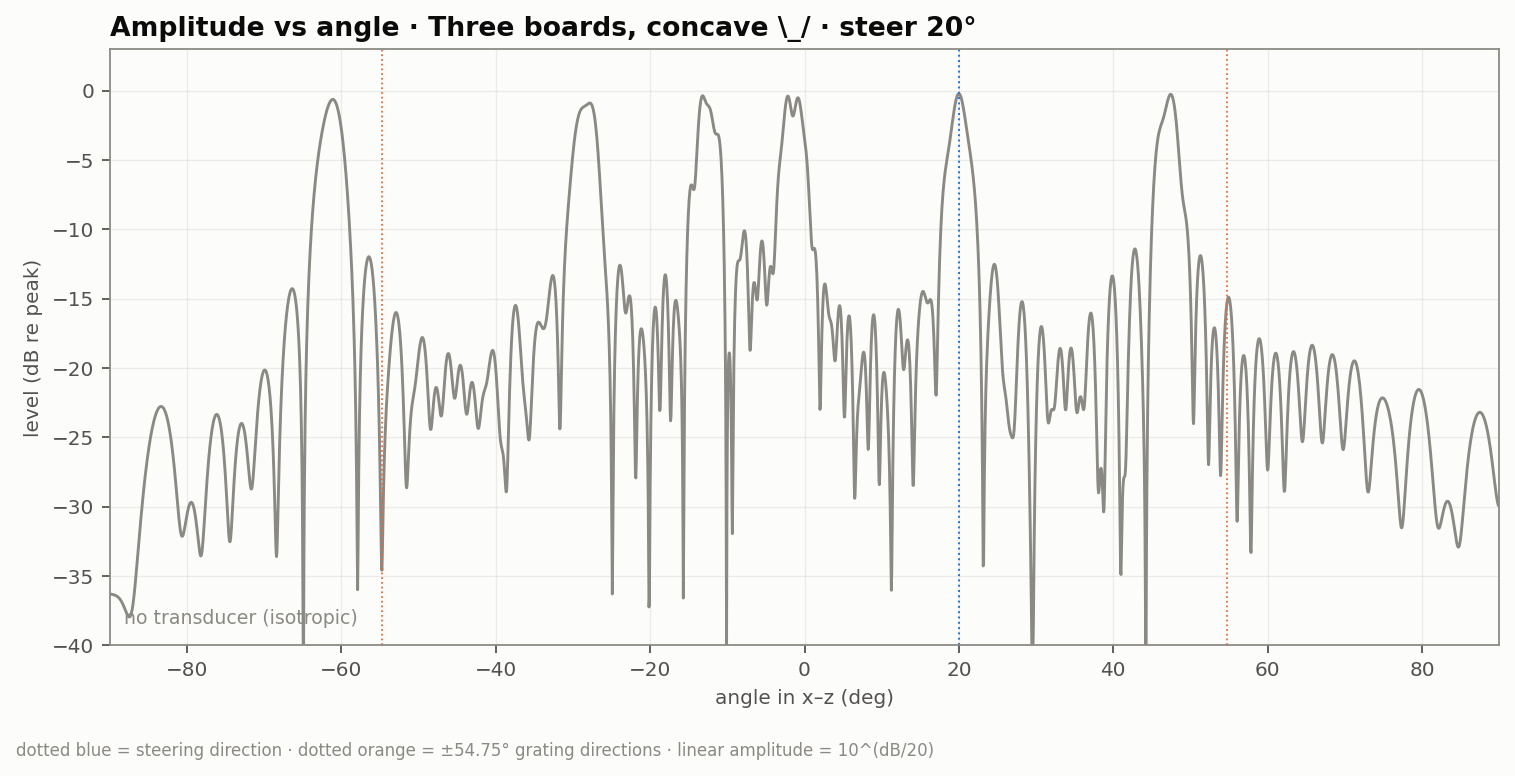 Amplitude vs angle · Three boards, concave \_/ · steer 20°
0
−5
−10
−15
−20
−25
−30
−35
−40
level (dB re peak)
no transducer (isotropic)
−80 −60 −40 −20 0 20 40 60 80
angle in x–z (deg)
dotted blue = steering direction · dotted orange = ±54.75° grating directions · linear amplitude = 10^(dB/20)